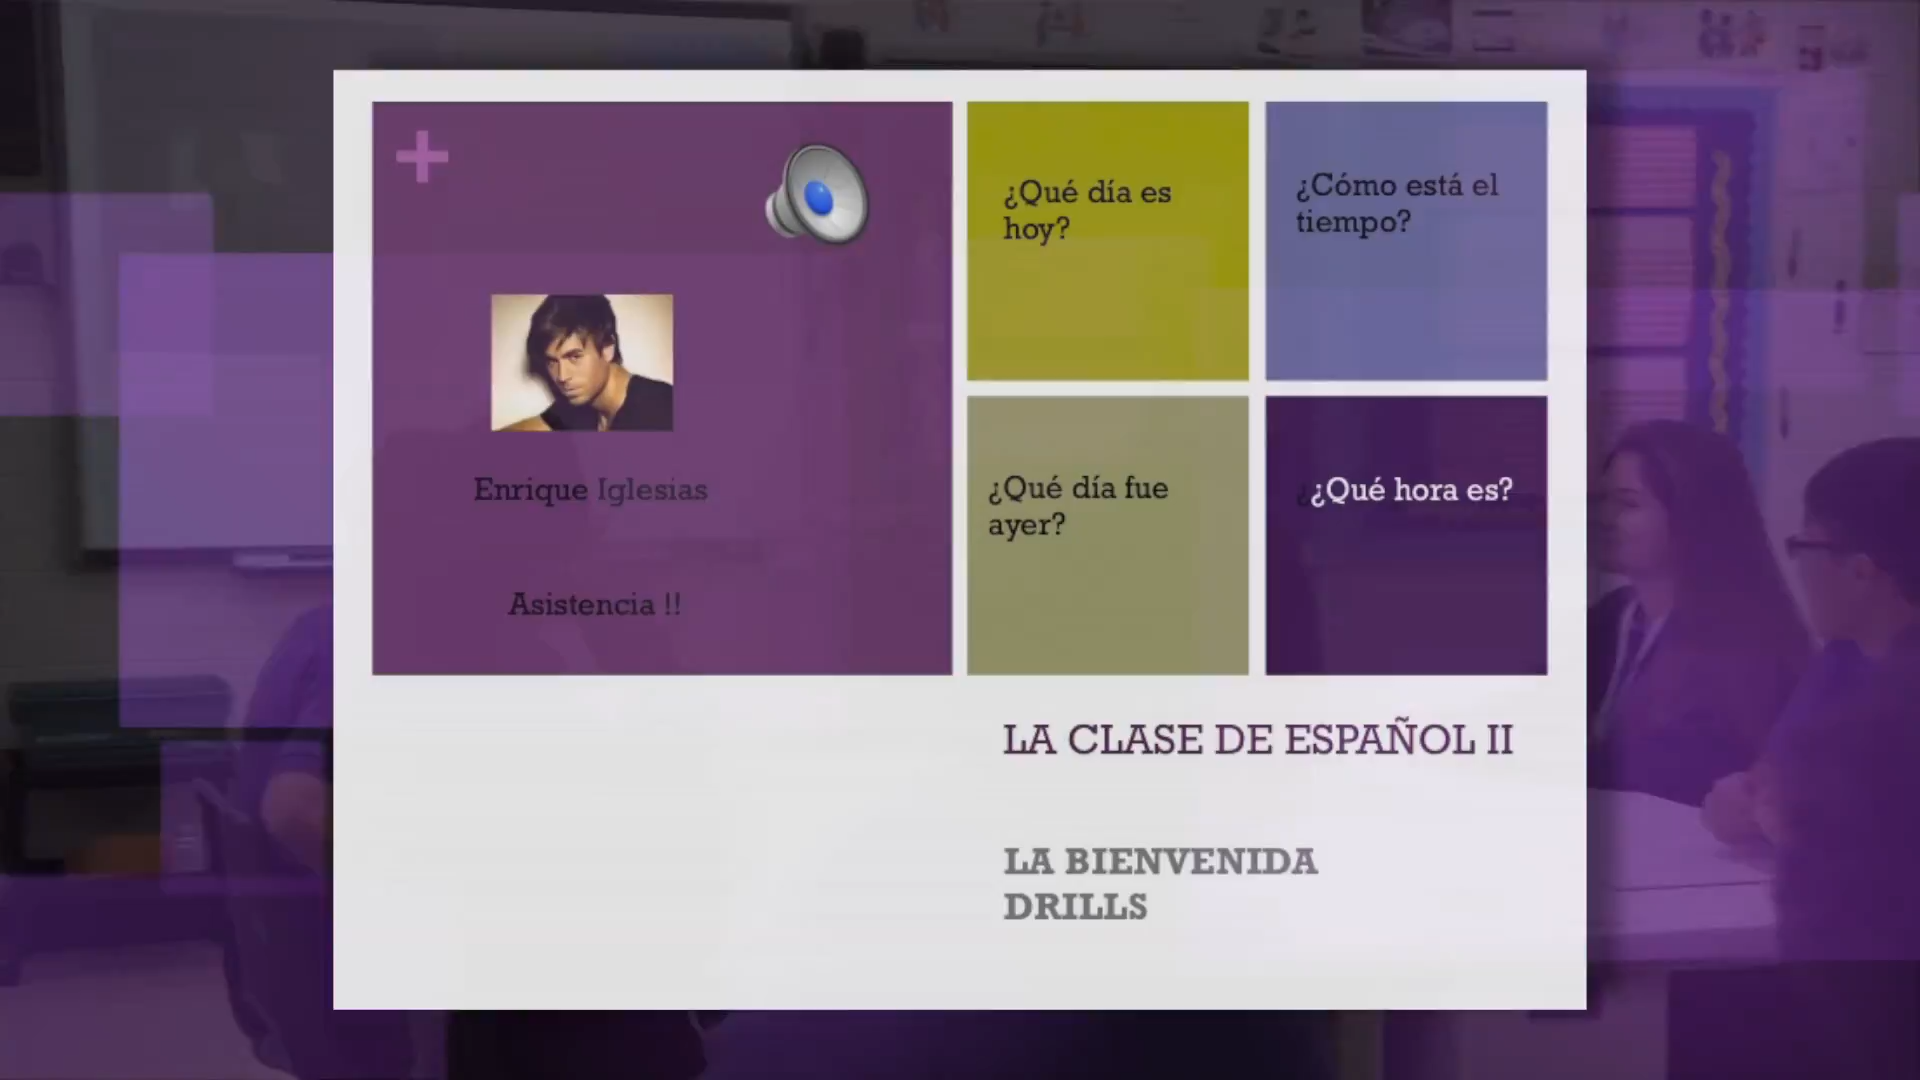 Enrique Iglesias
Asistencia !!
¿Qué día es
hoy?
¿Cómo está el
tiempo?
¿Qué día fue
ayer?
¿Qué hora es?
LA CLASE DE ESPAÑOL II
LA BIENVENIDA
DRILLS